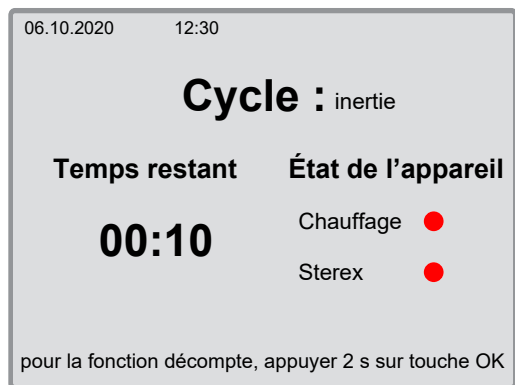 06.10.2020 12:30
Cycle : inertie
Temps restant État de l’appareil
00:10 Chauffage
Sterex
pour la fonction décompte, appuyer 2 s sur touche OK